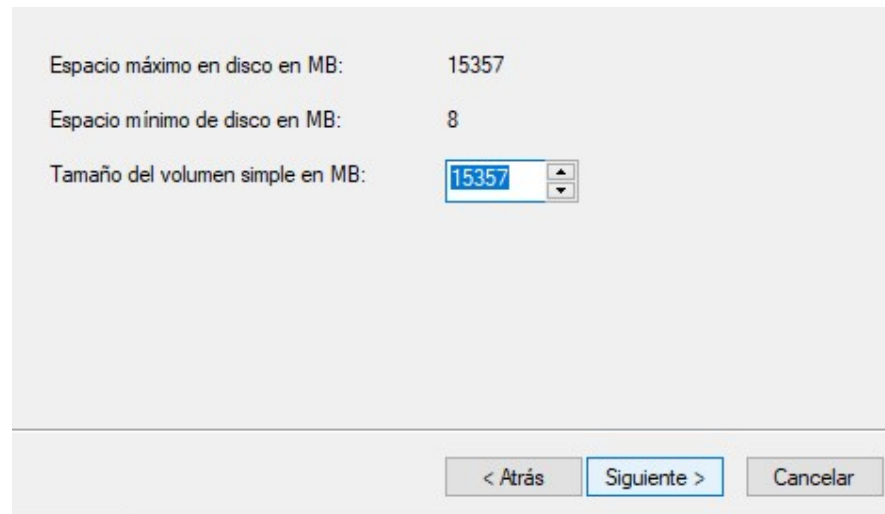 Espacio máximo en disco en MB: 15357
Espacio mínimo de disco en MB: 8
Tamaño del volumen simple en MB: 15357
< Atrás Siguiente > Cancelar